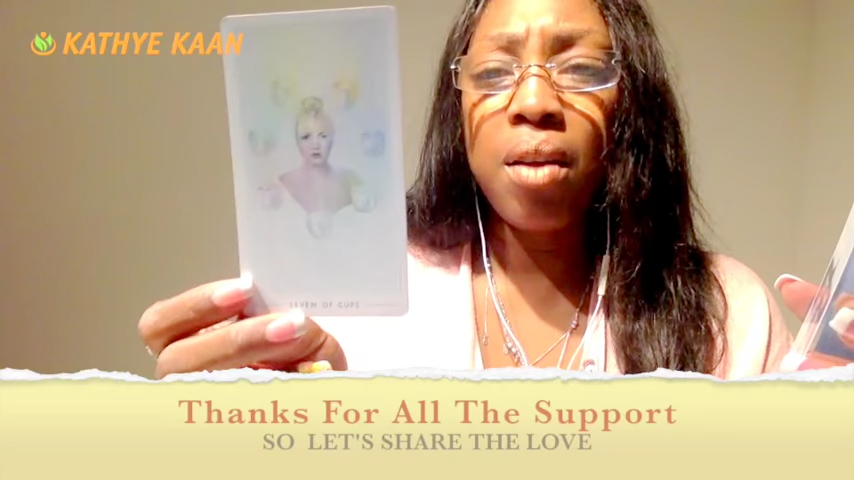 KATHYE KAAN
SEVEN OF CUPS
Thanks For All The Support
SO LET'S SHARE THE LOVE